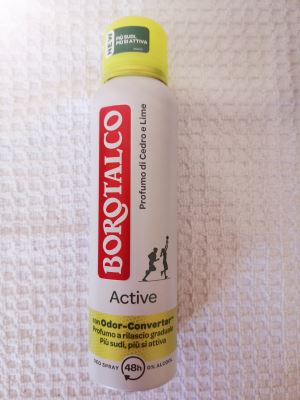 NEW
PIÙ SUDI,
PIÙ SI ATTIVA
BOROTALCO
Profumo di Cedro e Lime
Active
con Odor-Converter™
Profumo a rilascio graduale
Più sudi, più si attiva
DEO SPRAY 48h 0% ALCOOL